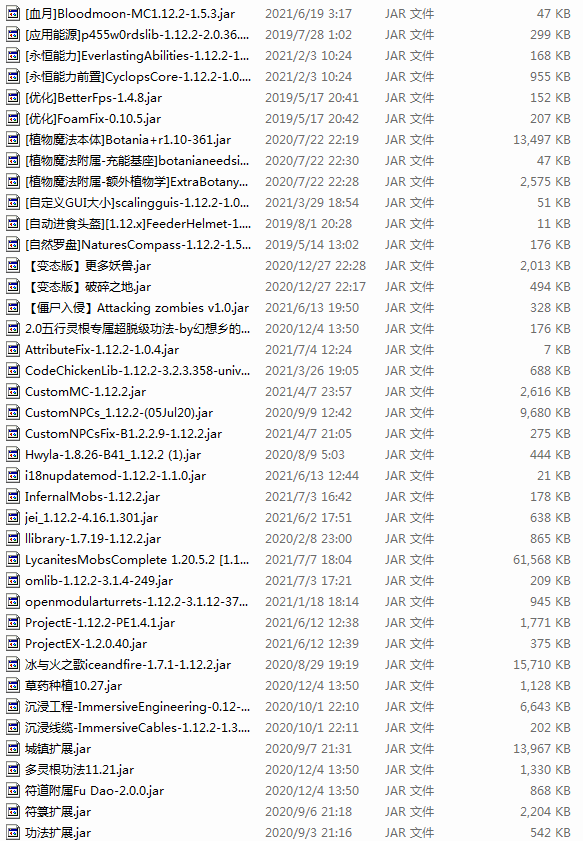 [血月]Bloodmoon-MC1.12.2-1.5.3.jar 2021/6/19 3:17 JAR 文件 47 KB
[应用能源]p455w0rdslib-1.12.2-2.0.36.... 2019/7/28 1:02 JAR 文件 299 KB
[永恒能力]EverlastingAbilities-1.12.2-1... 2021/2/3 10:24 JAR 文件 168 KB
[永恒能力前置]CyclopsCore-1.12.2-1.0.... 2021/2/3 10:24 JAR 文件 955 KB
[优化]BetterFps-1.4.8.jar 2019/5/17 20:41 JAR 文件 152 KB
[优化]FoamFix-0.10.5.jar 2019/5/17 20:42 JAR 文件 207 KB
[植物魔法本体]Botania+r1.10-361.jar 2020/7/22 22:19 JAR 文件 13,497 KB
[植物魔法附属-充能基座]botanianeedsi... 2020/7/22 22:30 JAR 文件 47 KB
[植物魔法附属-额外植物学]ExtraBotany... 2020/7/22 22:28 JAR 文件 2,575 KB
[自定义GUI大小]scalingguis-1.12.2-1.0... 2021/3/29 18:54 JAR 文件 51 KB
[自动进食头盔][1.12.x]FeederHelmet-1.... 2019/8/1 20:28 JAR 文件 11 KB
[自然罗盘]NaturesCompass-1.12.2-1.5... 2019/5/14 13:02 JAR 文件 176 KB
【变态版】更多妖兽.jar 2020/12/27 22:28 JAR 文件 2,013 KB
【变态版】破碎之地.jar 2020/12/27 22:17 JAR 文件 494 KB
【僵尸入侵】Attacking zombies v1.0.jar 2021/6/13 19:50 JAR 文件 328 KB
2.0五行灵根专属超脱级功法-by幻想乡的... 2020/12/4 13:50 JAR 文件 176 KB
AttributeFix-1.12.2-1.0.4.jar 2021/7/4 12:24 JAR 文件 7 KB
CodeChickenLib-1.12.2-3.2.3.358-univ... 2021/3/26 19:05 JAR 文件 688 KB
CustomMC-1.12.2.jar 2021/4/7 23:57 JAR 文件 2,616 KB
CustomNPCs_1.12.2-(05Jul20).jar 2020/9/9 12:42 JAR 文件 9,680 KB
CustomNPCsFix-B1.2.2.9-1.12.2.jar 2021/4/7 21:05 JAR 文件 275 KB
Hwyla-1.8.26-B41_1.12.2 (1).jar 2020/8/9 5:03 JAR 文件 444 KB
i18nupdatemod-1.12.2-1.1.0.jar 2021/6/13 12:44 JAR 文件 21 KB
InfernalMobs-1.12.2.jar 2021/7/3 16:42 JAR 文件 178 KB
jei_1.12.2-4.16.1.301.jar 2021/6/2 17:51 JAR 文件 638 KB
llibrary-1.7.19-1.12.2.jar 2020/2/8 23:00 JAR 文件 865 KB
LycanitesMobsComplete 1.20.5.2 [1.1... 2021/7/7 18:04 JAR 文件 61,568 KB
omlib-1.12.2-3.1.4-249.jar 2021/7/3 17:21 JAR 文件 209 KB
openmodularturrets-1.12.2-3.1.12-37... 2021/1/18 18:14 JAR 文件 945 KB
ProjectE-1.12.2-PE1.4.1.jar 2021/6/12 12:38 JAR 文件 1,771 KB
ProjectEX-1.2.0.40.jar 2021/6/12 12:39 JAR 文件 375 KB
冰与火之歌iceandfire-1.7.1-1.12.2.jar 2020/8/29 19:19 JAR 文件 15,710 KB
草药种植10.27.jar 2020/12/4 13:50 JAR 文件 1,128 KB
沉浸工程-ImmersiveEngineering-0.12-... 2020/10/1 22:10 JAR 文件 6,643 KB
沉浸线缆-ImmersiveCables-1.12.2-1.3.... 2020/10/1 22:11 JAR 文件 202 KB
城镇扩展.jar 2020/9/7 21:31 JAR 文件 13,967 KB
多灵根功法11.21.jar 2020/12/4 13:50 JAR 文件 1,330 KB
符道附属Fu Dao-2.0.0.jar 2020/12/4 13:50 JAR 文件 868 KB
符箓扩展.jar 2020/9/6 21:18 JAR 文件 2,204 KB
功法扩展.jar 2020/9/3 21:16 JAR 文件 542 KB